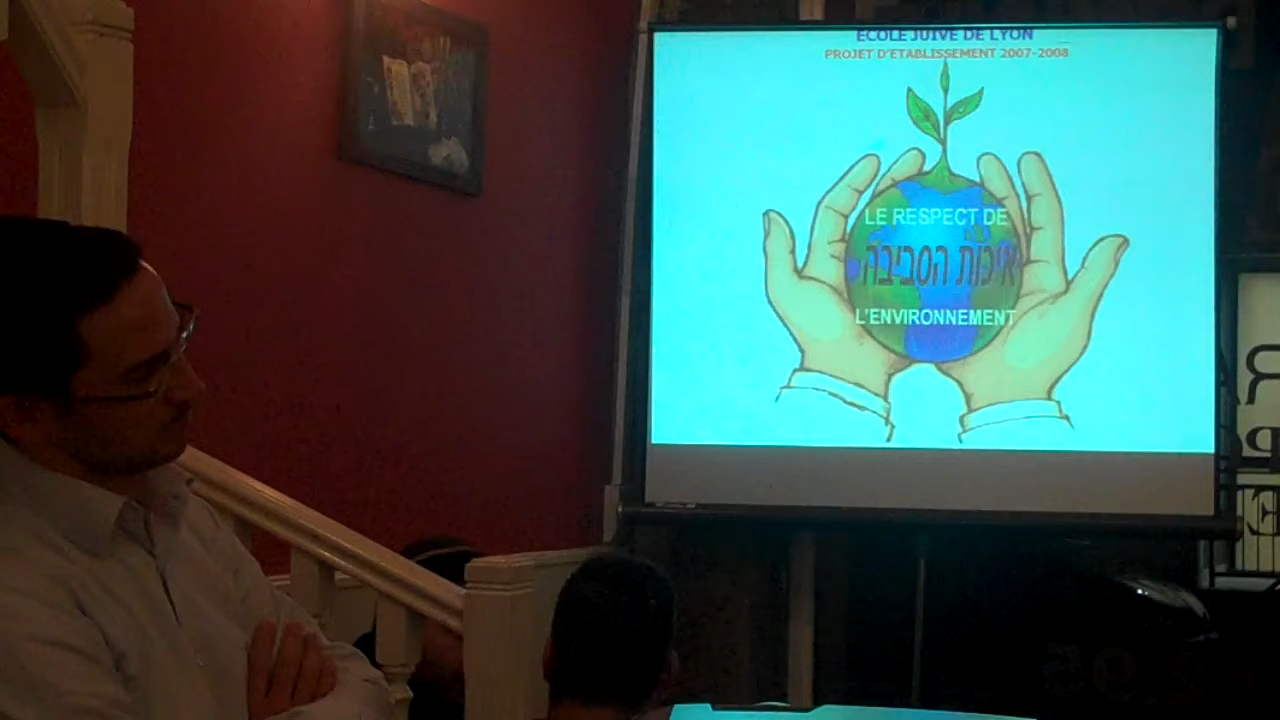 ECOLE JUIVE DE LYON
PROJET D'ETABLISSEMENT 2007-2008
LE RESPECT DE
איכות הסביבה
L'ENVIRONNEMENT